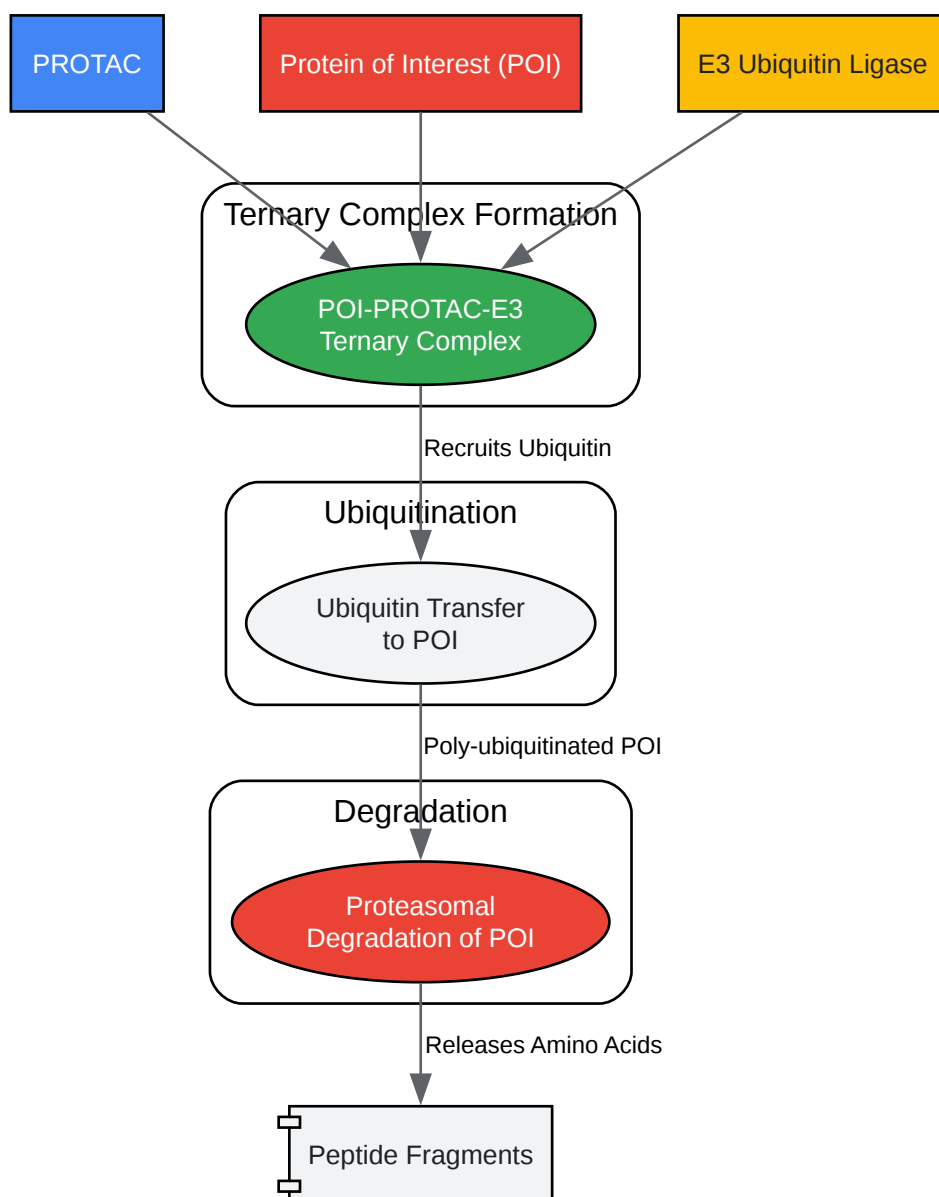 PROTAC
Protein of Interest (POI)
E3 Ubiquitin Ligase
Ternary Complex Formation
POI-PROTAC-E3
Ternary Complex
Recruits Ubiquitin
Ubiquitination
Ubiquitin Transfer
to POI
Poly-ubiquitinated POI
Degradation
Proteasomal
Degradation of POI
Releases Amino Acids
Peptide Fragments